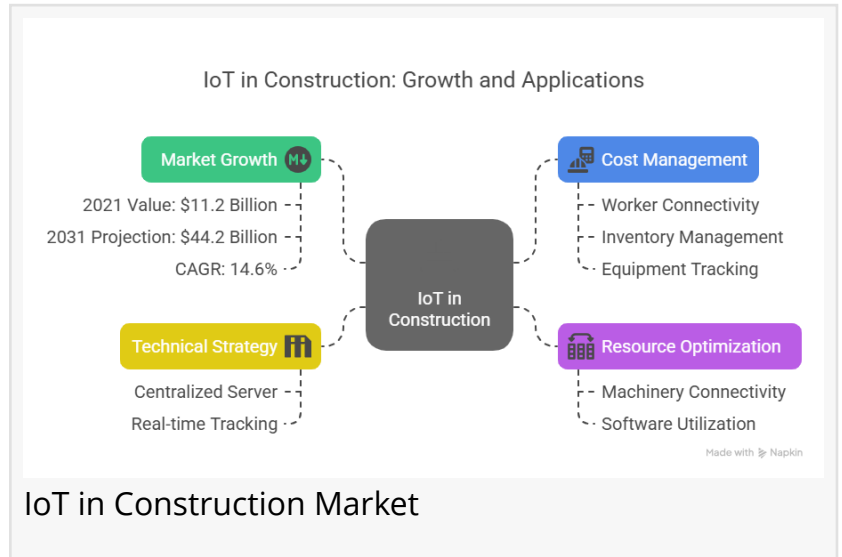 IoT in Construction: Growth and Applications
Market Growth M↓
2021 Value: $11.2 Billion
2031 Projection: $44.2 Billion
CAGR: 14.6%
Technical Strategy
Centralized Server
Real-time Tracking
IoT in
Construction
Cost Management
Worker Connectivity
Inventory Management
Equipment Tracking
Resource Optimization
Machinery Connectivity
Software Utilization
Made with Napkin
IoT in Construction Market